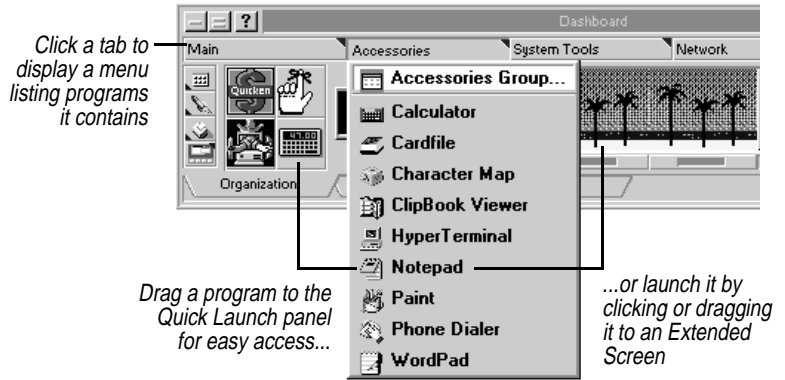 Dashboard
Click a tab to
display a menu
listing programs
it contains
Main
Accessories
System Tools
Network
Quicken
47.00
Organization
Accessories Group...
Calculator
Cardfile
Character Map
ClipBook Viewer
HyperTerminal
Notepad
Paint
Phone Dialer
WordPad
Drag a program to the
Quick Launch panel
for easy access...
...or launch it by
clicking or dragging
it to an Extended
Screen